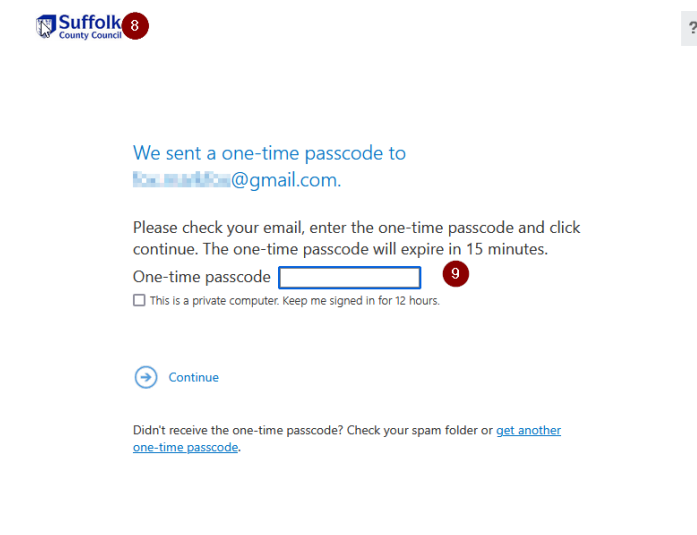 Suffolk
County Council
8
?
We sent a one-time passcode to
@gmail.com.
Please check your email, enter the one-time passcode and click
continue. The one-time passcode will expire in 15 minutes.
One-time passcode
9
This is a private computer. Keep me signed in for 12 hours.
Continue
Didn't receive the one-time passcode? Check your spam folder or get another
one-time passcode.